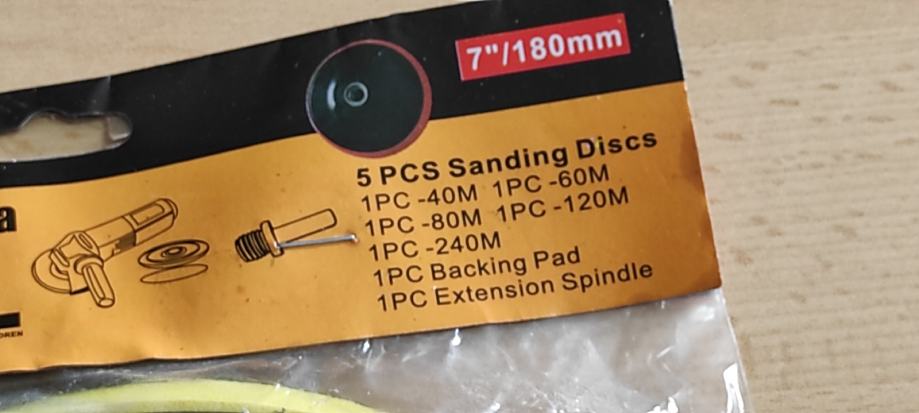 7"/180mm
5 PCS Sanding Discs
1PC -40M 1PC -60M
1PC -80M 1PC -120M
1PC -240M
1PC Backing Pad
1PC Extension Spindle